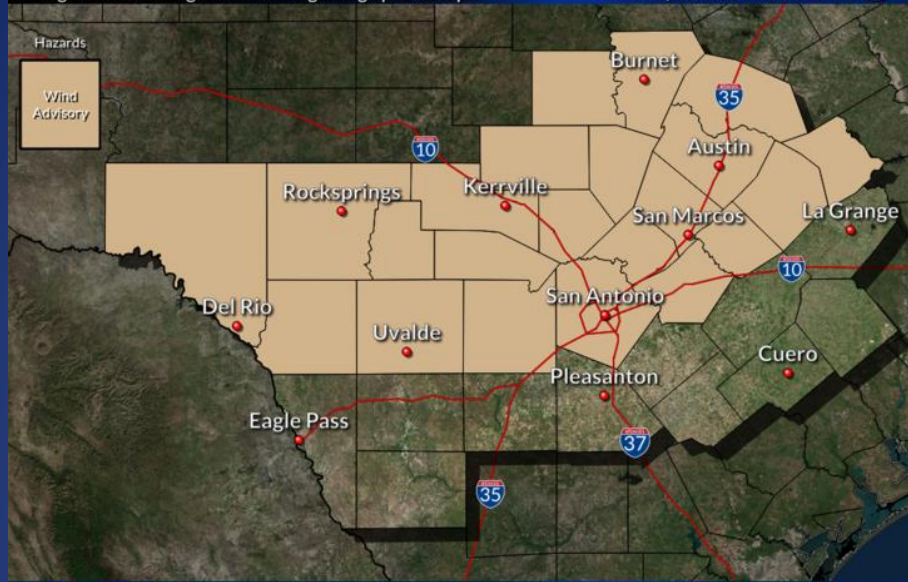 Hazards
Wind
Advisory
Burnet
35
10
Austin
Rocksprings
Kerrville
San Marcos
La Grange
10
Del Rio
San Antonio
Uvalde
Cuero
Pleasanton
Eagle Pass
37
35